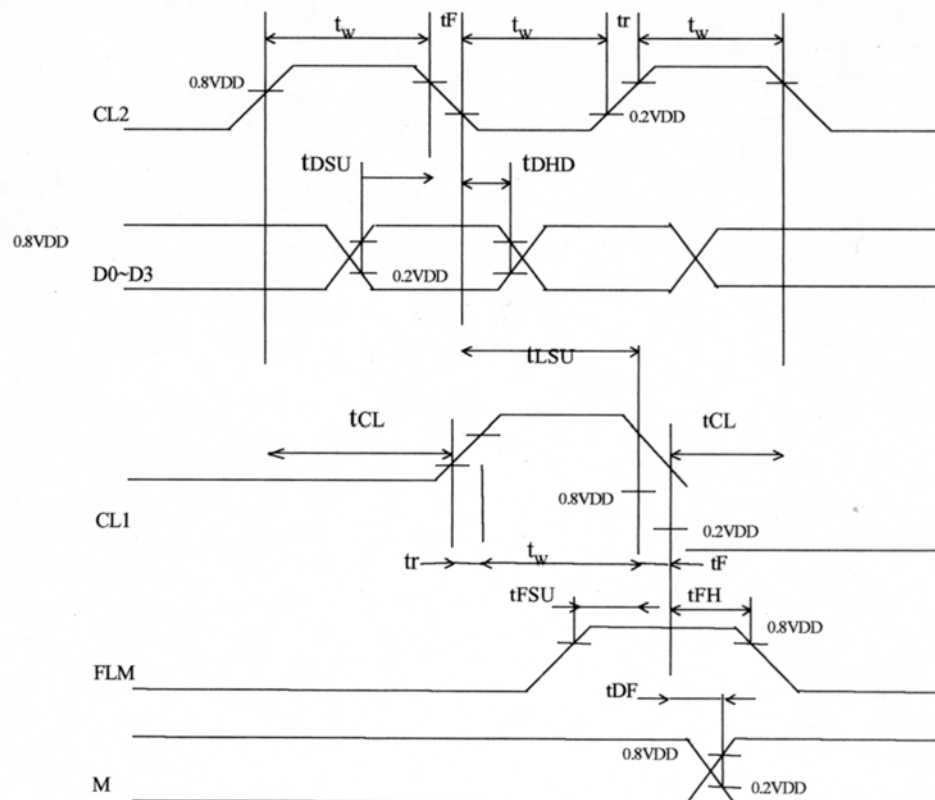 tw tF tw tr tw
0.8VDD
CL2
0.2VDD
tDSU tDHD
0.8VDD
D0~D3
0.2VDD
tLSU
tCL tCL
0.8VDD
CL1
0.2VDD
tr tw tF
tFSU tFH
0.8VDD
FLM
tDF
0.8VDD
M
0.2VDD